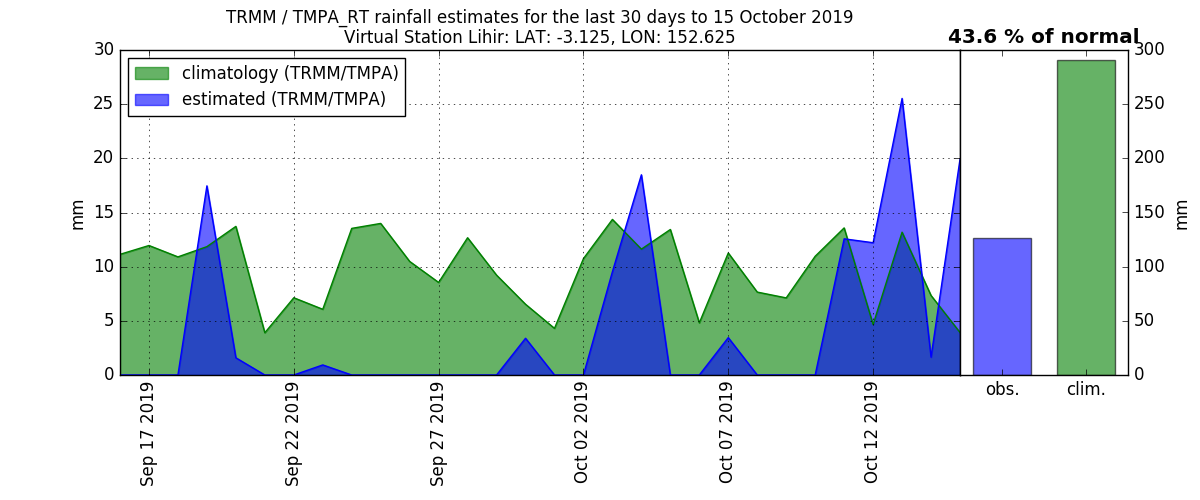 TRMM / TMPA_RT rainfall estimates for the last 30 days to 15 October 2019
Virtual Station Lihir: LAT: -3.125, LON: 152.625
43.6 % of normal
climatology (TRMM/TMPA)
estimated (TRMM/TMPA)
30
25
20
15
10
5
0
mm
300
250
200
150
100
50
0
mm
Sep 17 2019
Sep 22 2019
Sep 27 2019
Oct 02 2019
Oct 07 2019
Oct 12 2019
obs.
clim.